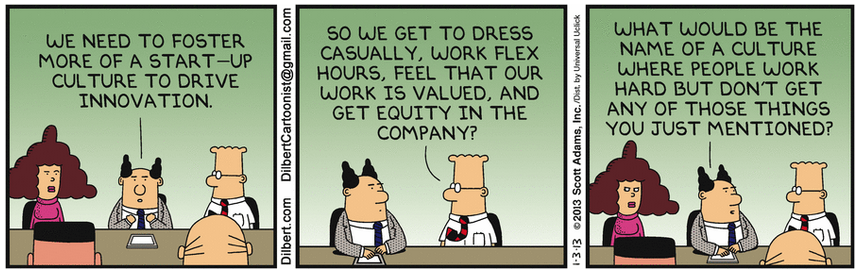 WE NEED TO FOSTER
MORE OF A START-UP
CULTURE TO DRIVE
INNOVATION.
Dilbert.com DilbertCartoonist@gmail.com
SO WE GET TO DRESS
CASUALLY, WORK FLEX
HOURS, FEEL THAT OUR
WORK IS VALUED, AND
GET EQUITY IN THE
COMPANY?
1-3-13 ©2013 Scott Adams, Inc. /Dist. by Universal Uclick
WHAT WOULD BE THE
NAME OF A CULTURE
WHERE PEOPLE WORK
HARD BUT DON'T GET
ANY OF THOSE THINGS
YOU JUST MENTIONED?